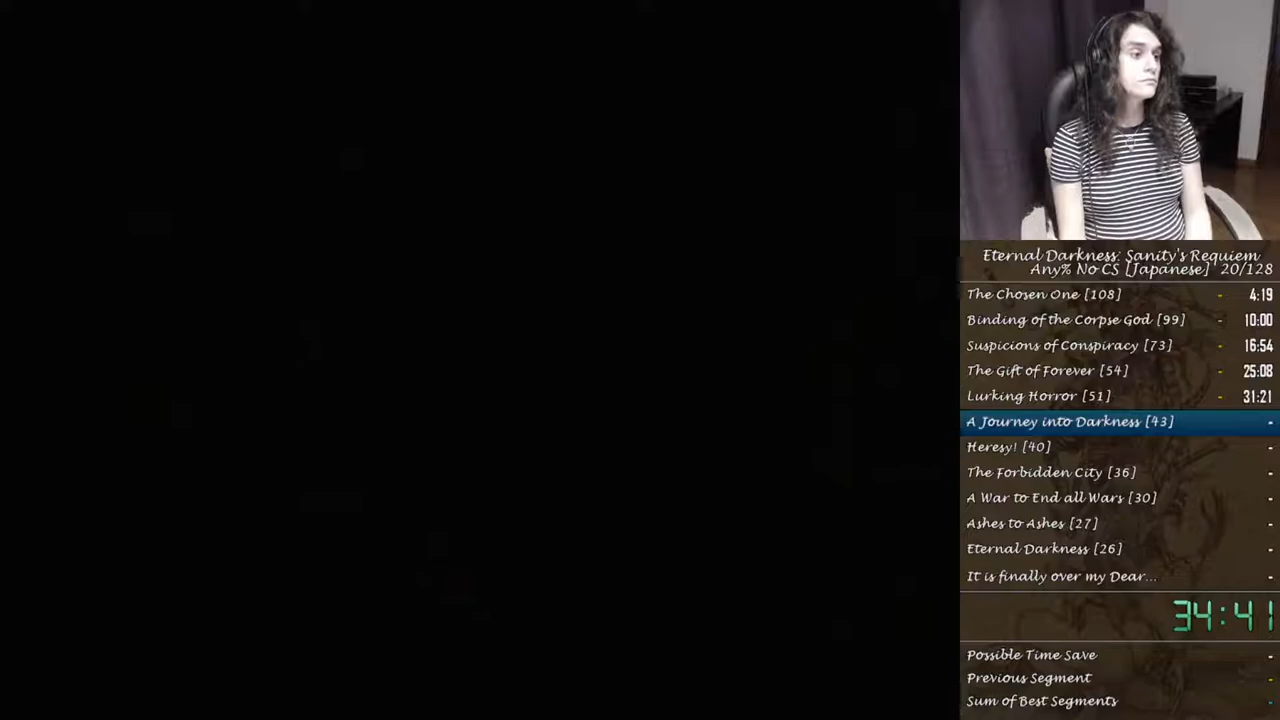 Eternal Darkness: Sanity's Requiem
Any% No CS [Japanese] 20/128
The Chosen One [108] - 4:19
Binding of the Corpse God [99] - 10:00
Suspicions of Conspiracy [73] - 16:54
The Gift of Forever [54] - 25:08
Lurking Horror [51] - 31:21
A Journey into Darkness [43] -
Heresy! [40] -
The Forbidden City [36] -
A War to End all Wars [30] -
Ashes to Ashes [27] -
Eternal Darkness [26] -
It is finally over my Dear... -
34:41
Possible Time Save -
Previous Segment -
Sum of Best Segments -